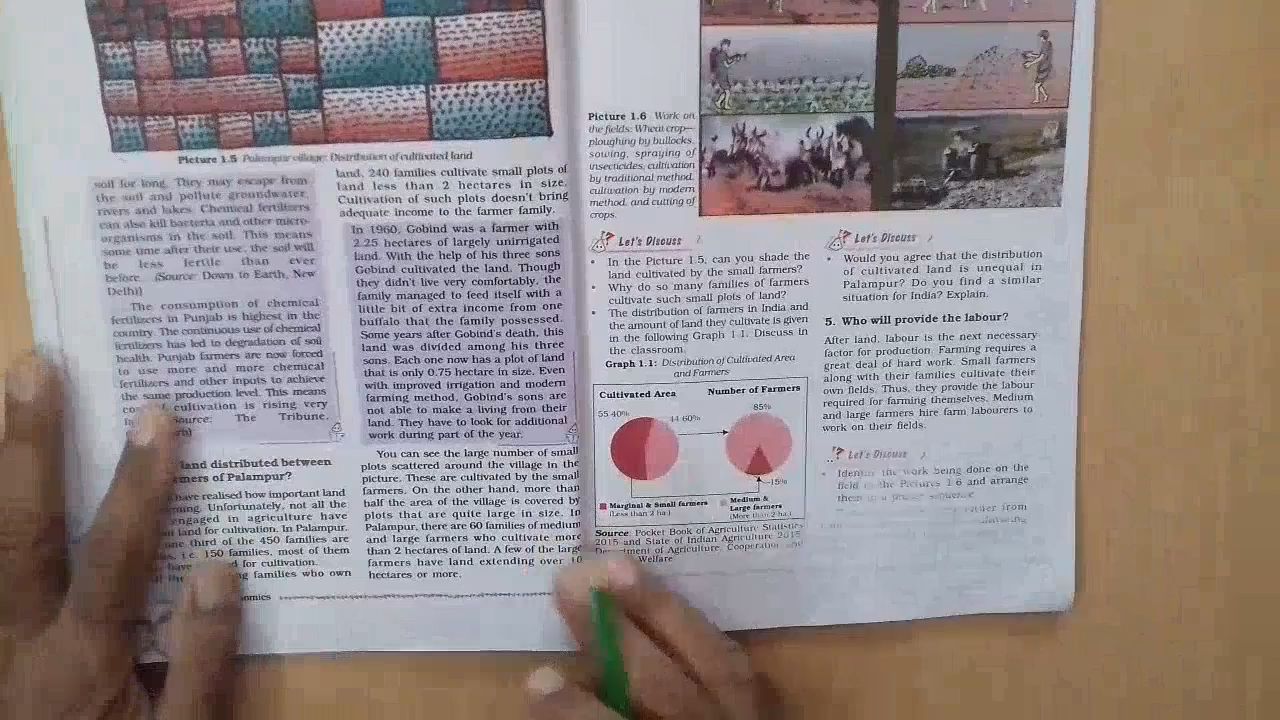 Picture 1.5 Palampur village: Distribution of cultivated land
soil for long. They may escape from
the soil and pollute groundwater,
rivers and lakes. Chemical fertilizers
can also kill bacteria and other micro-
organisms in the soil. This means
some time after their use, the soil will
be less fertile than ever
before. (Source: Down to Earth, New
Delhi)
The consumption of chemical
fertilizers in Punjab is highest in the
country. The continuous use of chemical
fertilizers has led to degradation of soil
health. Punjab farmers are now forced
to use more and more chemical
fertilizers and other inputs to achieve
the same production level. This means
cultivation is rising very
Source: The Tribune,
land distributed between
of Palampur?
have realised how important land
Unfortunately, not all the
engaged in agriculture have
land for cultivation. In Palampur,
one third of the 450 families are
i.e. 150 families, most of them
have for cultivation.
families who own
land, 240 families cultivate small plots of
land less than 2 hectares in size.
Cultivation of such plots doesn't bring
adequate income to the farmer family.
In 1960, Gobind was a farmer with
2.25 hectares of largely unirrigated
land. With the help of his three sons
Gobind cultivated the land. Though
they didn't live very comfortably, the
family managed to feed itself with a
little bit of extra income from one
buffalo that the family possessed.
Some years after Gobind's death, this
land was divided among his three
sons. Each one now has a plot of land
that is only 0.75 hectare in size. Even
with improved irrigation and modern
farming method, Gobind's sons are
not able to make a living from their
land. They have to look for additional
work during part of the year.
You can see the large number of small
plots scattered around the village in the
picture. These are cultivated by the small
farmers. On the other hand, more than
half the area of the village is covered by
plots that are quite large in size. In
Palampur, there are 60 families of medium
and large farmers who cultivate more
than 2 hectares of land. A few of the large
farmers have land extending over 10
hectares or more.
Picture 1.6 Work on
the fields: Wheat crop—
ploughing by bullocks,
sowing, spraying of
insecticides, cultivation
by traditional method,
cultivation by modern
method, and cutting of
crops.
Let's Discuss
• In the Picture 1.5, can you shade the
land cultivated by the small farmers?
• Why do so many families of farmers
cultivate such small plots of land?
• The distribution of farmers in India and
the amount of land they cultivate is given
in the following Graph 1.1. Discuss in
the classroom.
Graph 1.1: Distribution of Cultivated Area
and Farmers
Cultivated Area
Number of Farmers
55.40%
44.60%
85%
15%
Marginal & Small farmers
(Less than 2 ha.)
Medium &
Large farmers
(More than 2 ha.)
Source: Pocket Book of Agriculture Statistics
2015 and State of Indian Agriculture 2015,
Department of Agriculture, Cooperation and
Welfare
Let's Discuss
• Would you agree that the distribution
of cultivated land is unequal in
Palampur? Do you find a similar
situation for India? Explain.
5. Who will provide the labour?
After land, labour is the next necessary
factor for production. Farming requires a
great deal of hard work. Small farmers
along with their families cultivate their
own fields. Thus, they provide the labour
required for farming themselves. Medium
and large farmers hire farm labourers to
work on their fields.
Let's Discuss
• Identify the work being done on the
field in the Pictures 1.6 and arrange
them in a proper sequence.